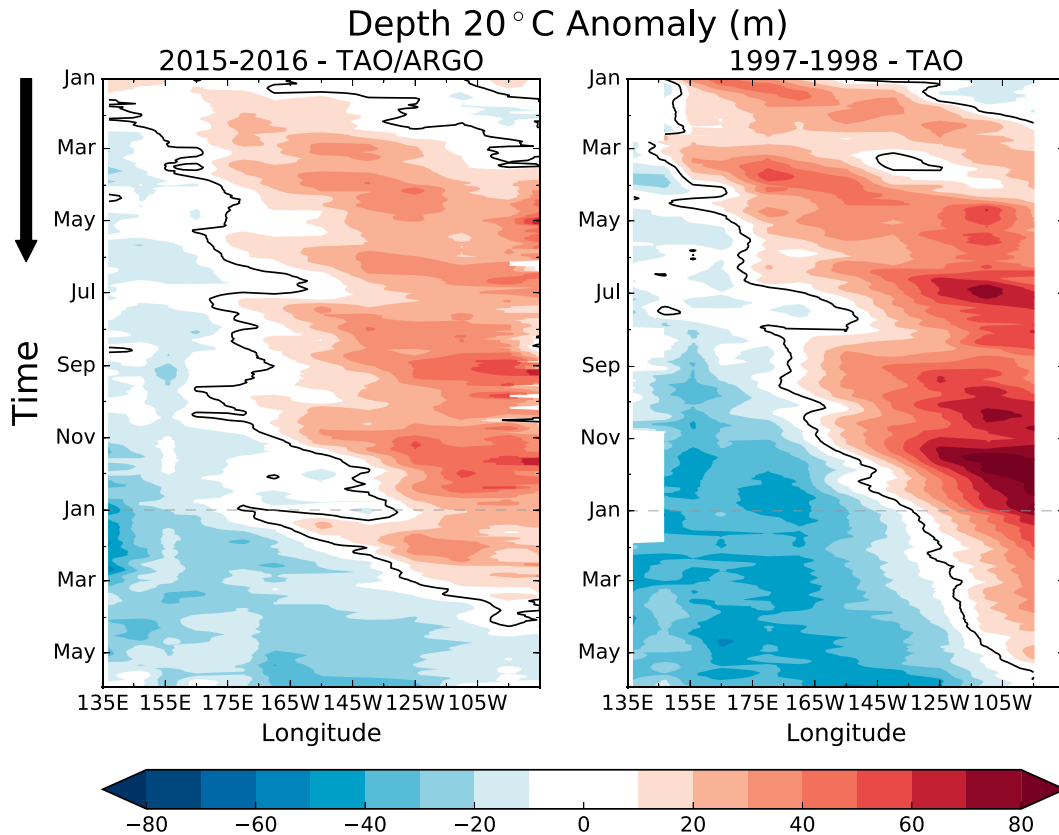 Depth 20°C Anomaly (m)
2015-2016 - TAO/ARGO
1997-1998 - TAO
Time
Jan
Mar
May
Jul
Sep
Nov
Jan
Mar
May
135E 155E 175E 165W 145W 125W 105W
Longitude
Jan
Mar
May
Jul
Sep
Nov
Jan
Mar
May
135E 155E 175E 165W 145W 125W 105W
Longitude
−80 −60 −40 −20 0 20 40 60 80